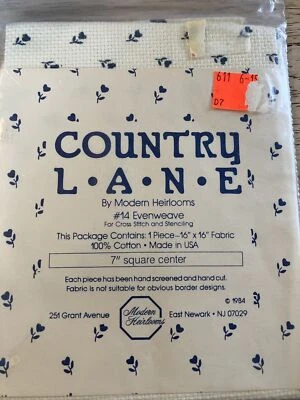 611 6-15
D7
COUNTRY
L•A•N•E
By Modern Heirlooms
#14 Evenweave
For Cross Stitch and Stenciling
This Package Contains: 1 Piece-16" x 16" Fabric
100% Cotton • Made in USA
7" square center
Each piece has been hand screened and hand cut.
Fabric is not suitable for obvious border designs.
© 1984
251 Grant Avenue
Modern
Heirlooms
East Newark • NJ 07029